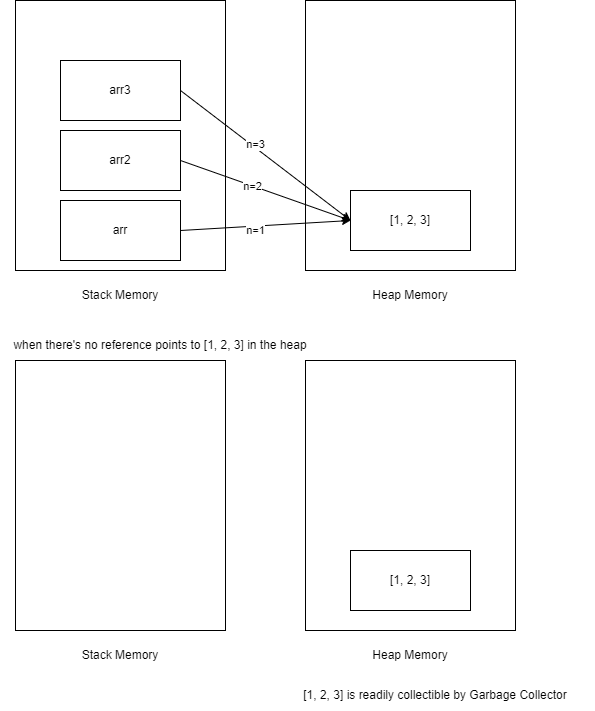 arr3
n=3
arr2
n=2
arr
n=1
[1, 2, 3]
Stack Memory
Heap Memory
when there's no reference points to [1, 2, 3] in the heap
[1, 2, 3]
Stack Memory
Heap Memory
[1, 2, 3] is readily collectible by Garbage Collector